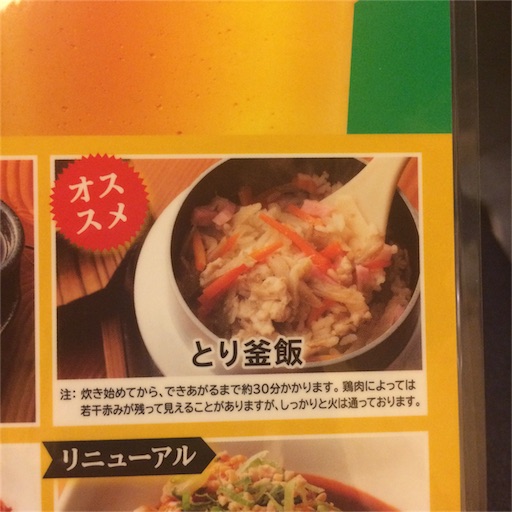 オス
スメ
とり釜飯
注: 炊き始めてから、できあがるまで約30分かかります。鶏肉によっては
若干赤みが残って見えることがありますが、しっかりと火は通っております。
リニューアル